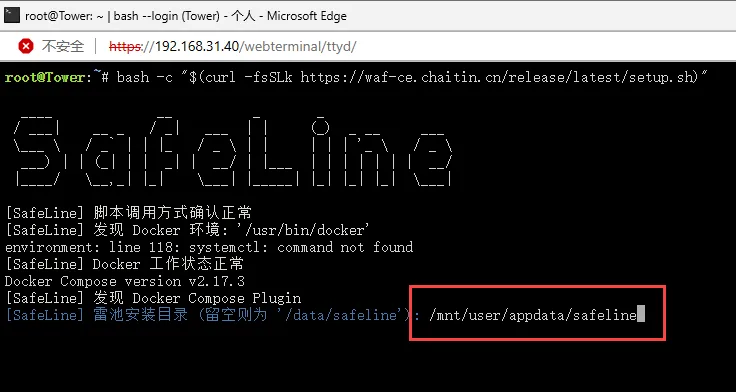 root@Tower: ~ | bash --login (Tower) - 个人 - Microsoft Edge
不安全 https://192.168.31.40/webterminal/ttyd/
root@Tower:~# bash -c "$(curl -fsSLk https://waf-ce.chaitin.cn/release/latest/setup.sh)"
SafeLine
[SafeLine] 脚本调用方式确认正常
[SafeLine] 发现 Docker 环境: '/usr/bin/docker'
environment: line 118: systemctl: command not found
[SafeLine] Docker 工作状态正常
Docker Compose version v2.17.3
[SafeLine] 发现 Docker Compose Plugin
[SafeLine] 雷池安装目录 (留空则为 '/data/safeline'): /mnt/user/appdata/safeline